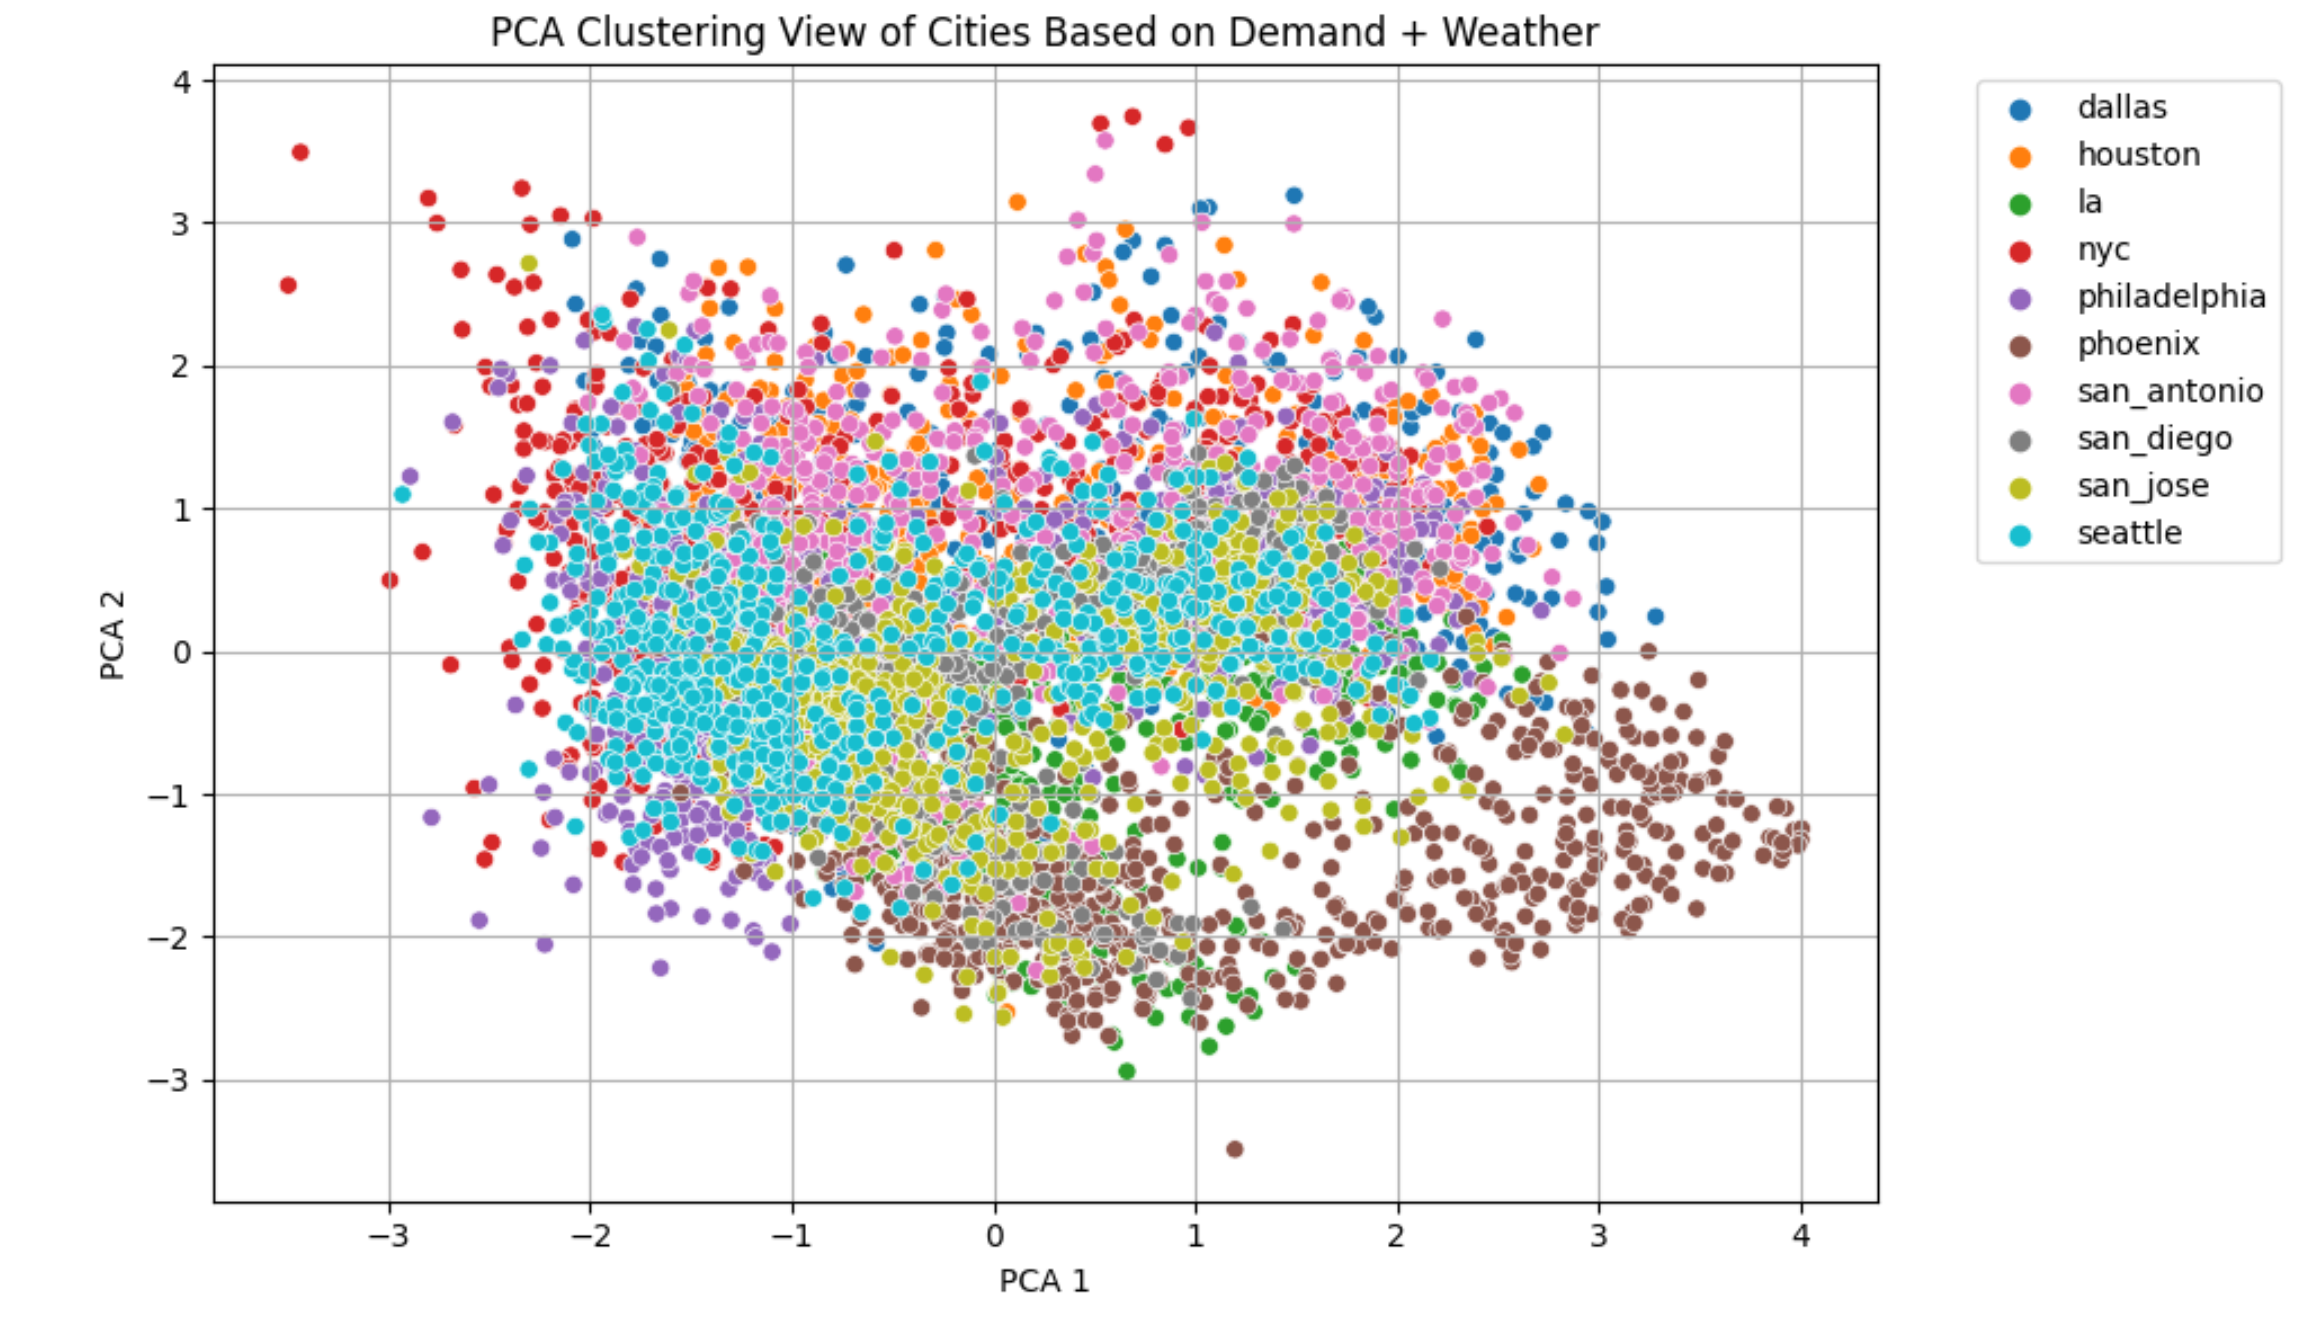 PCA Clustering View of Cities Based on Demand + Weather
4
3
2
1
0
−1
−2
−3
PCA 2
−3
−2
−1
0
1
2
3
4
PCA 1
dallas
houston
la
nyc
philadelphia
phoenix
san_antonio
san_diego
san_jose
seattle